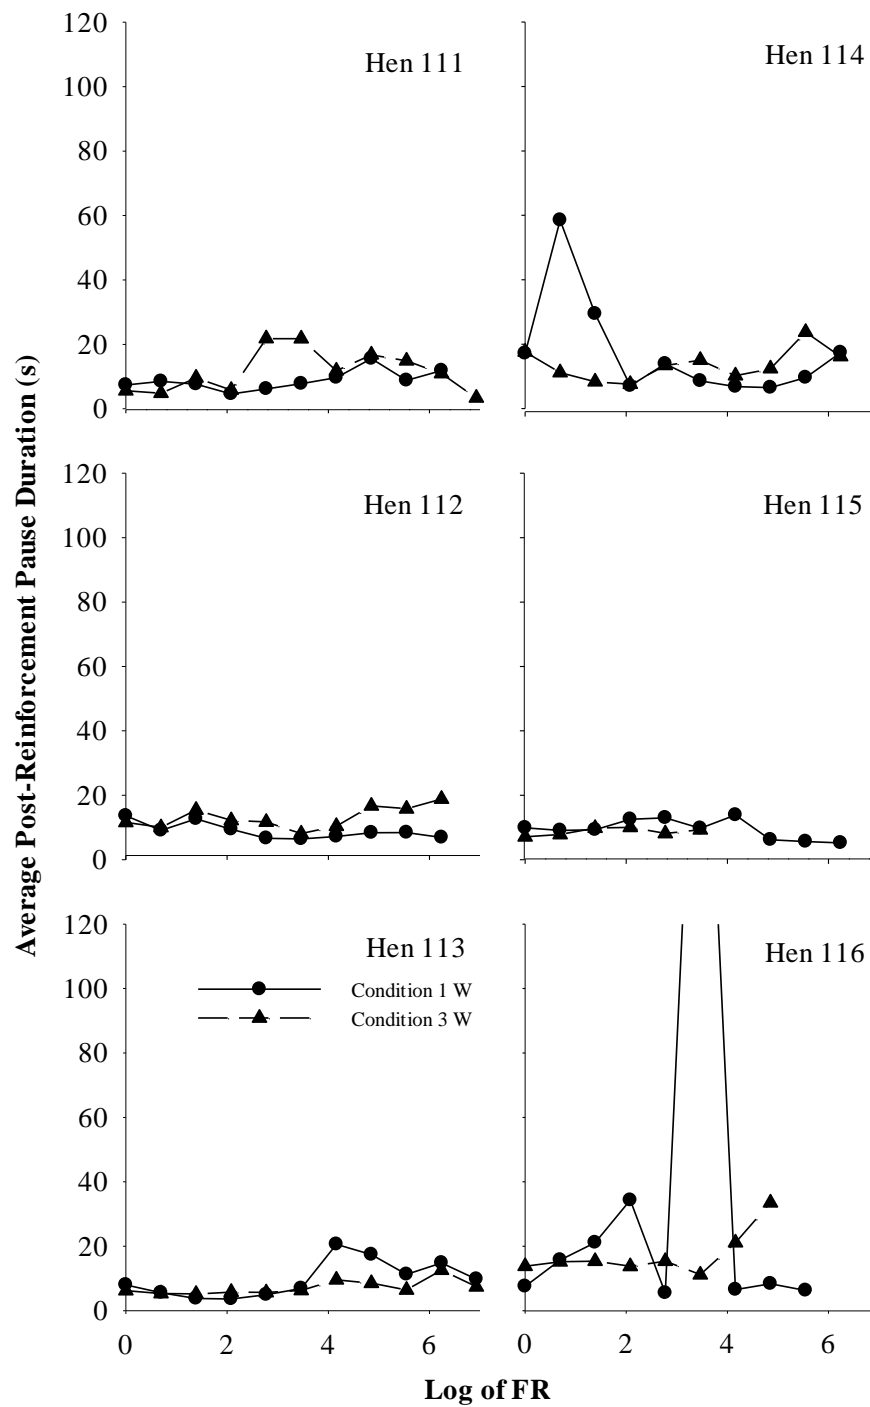 Average Post-Reinforcement Pause Duration (s)
120
100
80
60
40
20
0
Hen 111
Hen 114
120
100
80
60
40
20
0
Hen 112
Hen 115
120
100
80
60
40
20
0
Hen 113
Condition 1 W
Condition 3 W
Hen 116
0 2 4 6
0 2 4 6
Log of FR